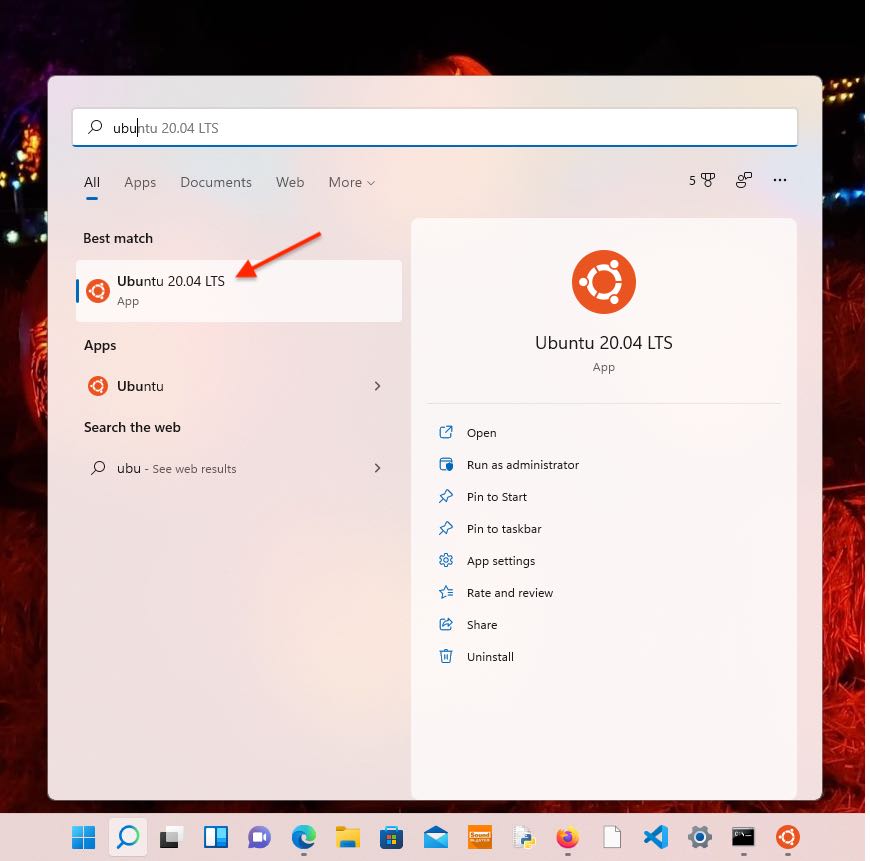 ubuntu 20.04 LTS
All Apps Documents Web More 5 ...
Best match
Ubuntu 20.04 LTS
App
Apps
Ubuntu
Search the web
ubu - See web results
Ubuntu 20.04 LTS
App
Open
Run as administrator
Pin to Start
Pin to taskbar
App settings
Rate and review
Share
Uninstall